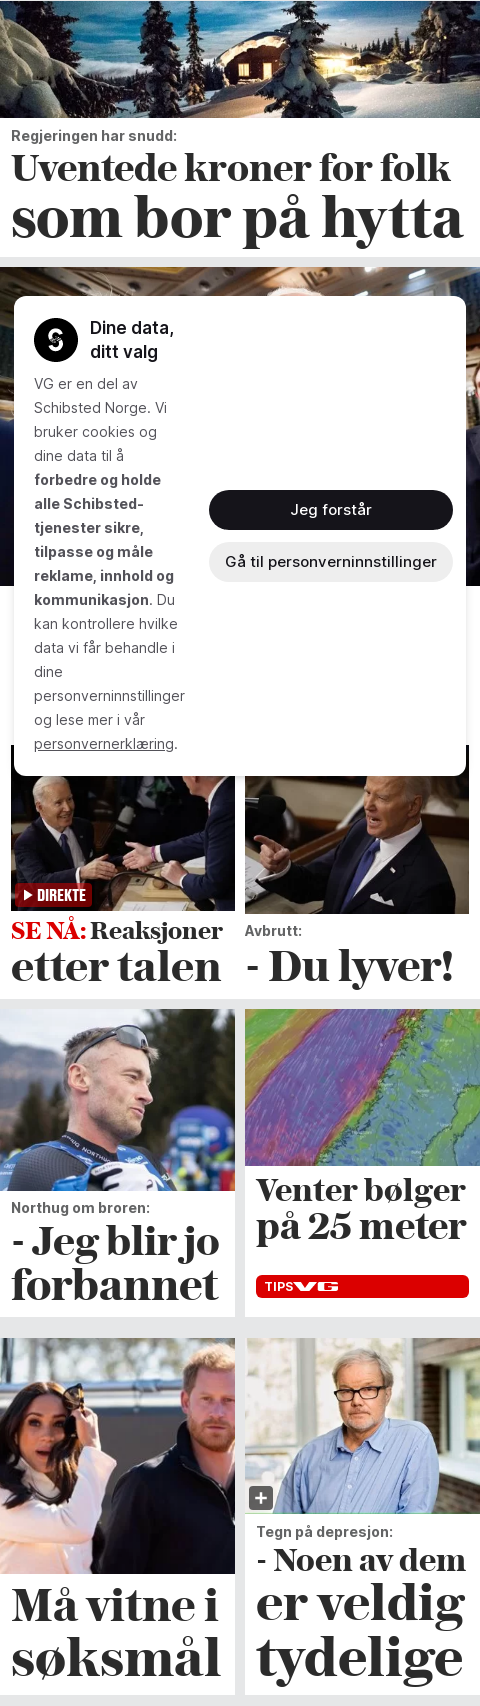 Regjeringen har snudd:
Uventede kroner for folk
som bor på hytta
Dine data,
ditt valg
VG er en del av
Schibsted Norge. Vi
bruker cookies og
dine data til å
forbedre og holde
alle Schibsted-
tjenester sikre,
tilpasse og måle
reklame, innhold og
kommunikasjon. Du
kan kontrollere hvilke
data vi får behandle i
dine
personverninnstillinger
og lese mer i vår
personvernerklæring.
Jeg forstår
Gå til personverninnstillinger
DIREKTE
SE NÅ: Reaksjoner
etter talen
Avbrutt:
- Du lyver!
Northug om broren:
- Jeg blir jo
forbannet
Venter bølger
på 25 meter
TIPS VG
Må vitne i
søksmål
Tegn på depresjon:
- Noen av dem
er veldig
tydelige